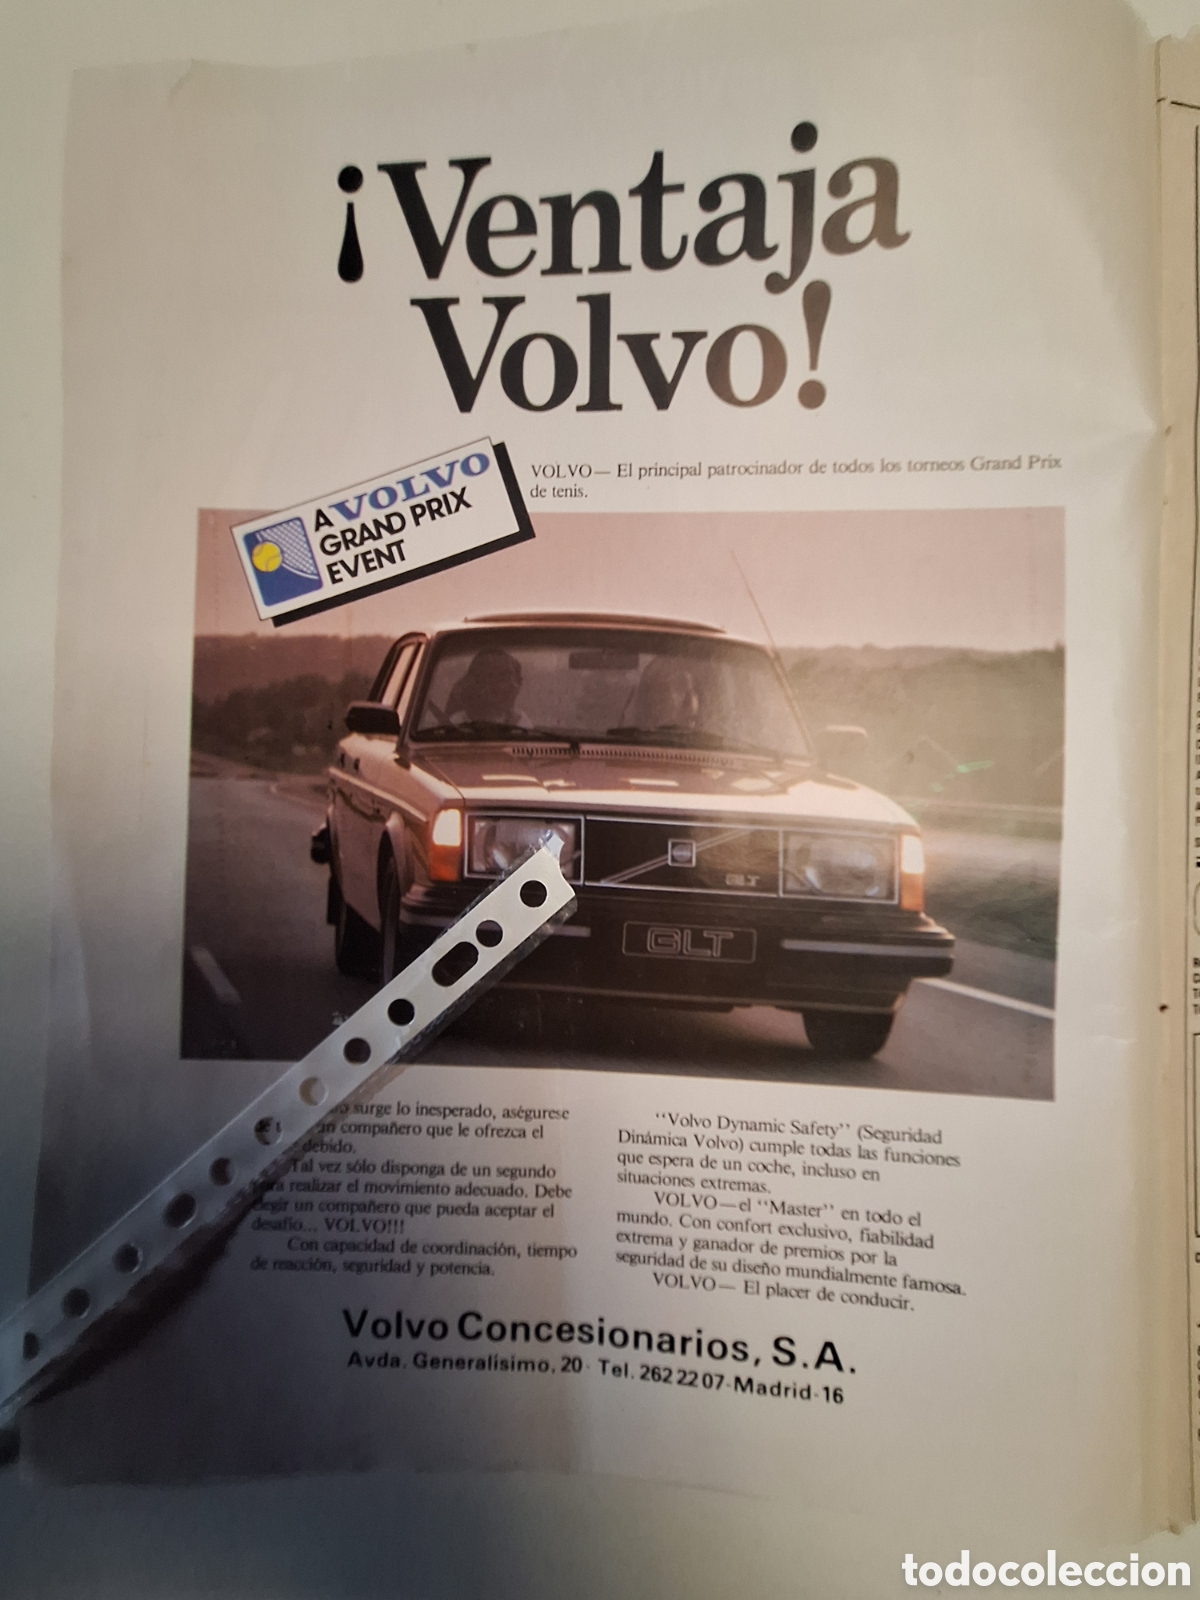 ¡Ventaja
Volvo!
VOLVO— El principal patrocinador de todos los torneos Grand Prix
de tenis.
A VOLVO
GRAND PRIX
EVENT
GLT
GLT
surge lo inesperado, aségurese
compañero que le ofrezca el
debido.
Tal vez sólo disponga de un segundo
realizar el movimiento adecuado. Debe
elegir un compañero que pueda aceptar el
desafío... VOLVO!!!
Con capacidad de coordinación, tiempo
de reacción, seguridad y potencia.
"Volvo Dynamic Safety" (Seguridad
Dinámica Volvo) cumple todas las funciones
que espera de un coche, incluso en
situaciones extremas.
VOLVO—el "Master" en todo el
mundo. Con confort exclusivo, fiabilidad
extrema y ganador de premios por la
seguridad de su diseño mundialmente famosa.
VOLVO— El placer de conducir.
Volvo Concesionarios, S.A.
Avda. Generalísimo, 20 - Tel. 262 22 07-Madrid-16
todocoleccion